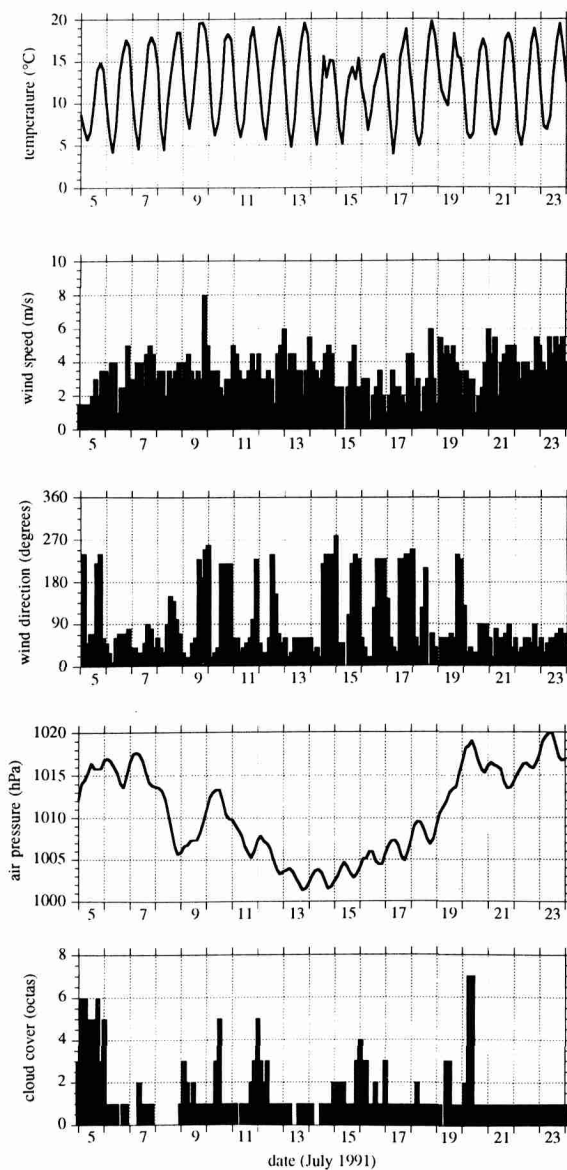 20
15
10
5
0
temperature (°C)
5 7 9 11 13 15 17 19 21 23
10
8
6
4
2
0
wind speed (m/s)
5 7 9 11 13 15 17 19 21 23
360
270
180
90
0
wind direction (degrees)
5 7 9 11 13 15 17 19 21 23
1020
1015
1010
1005
1000
air pressure (hPa)
5 7 9 11 13 15 17 19 21 23
8
6
4
2
0
cloud cover (octas)
5 7 9 11 13 15 17 19 21 23
date (July 1991)